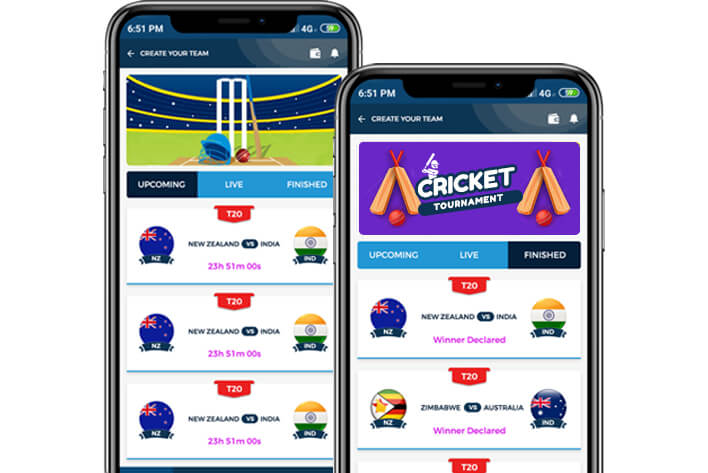 6:51 PM
4G 59
CREATE YOUR TEAM
UPCOMING
LIVE
FINISHED
T20
NEW ZEALAND VS INDIA
NZ
IND
23h 51m 00s
T20
NEW ZEALAND VS INDIA
NZ
IND
23h 51m 00s
T20
NEW ZEALAND VS INDIA
NZ
IND
23h 51m 00s
6:51 PM
4G 59
CREATE YOUR TEAM
CRICKET
TOURNAMENT
UPCOMING
LIVE
FINISHED
T20
NEW ZEALAND VS INDIA
NZ
IND
Winner Declared
T20
ZIMBABWE VS AUSTRALIA
NZ
IND
Winner Declared
T20